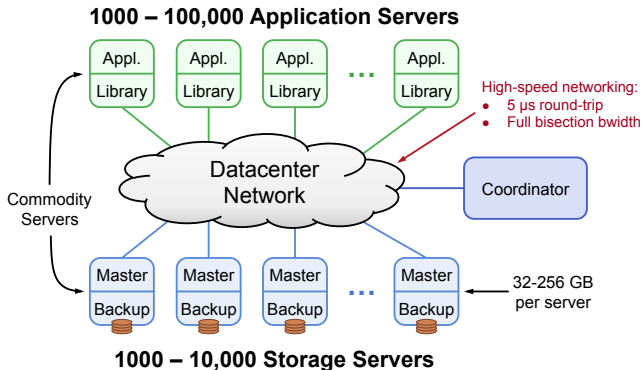 1000 – 100,000 Application Servers
Appl. Appl. Appl. Appl.
Library Library Library Library
High-speed networking:
● 5 µs round-trip
● Full bisection bwidth
Datacenter
Network
Coordinator
Commodity
Servers
Master Master Master Master
Backup Backup Backup Backup
32-256 GB
per server
1000 – 10,000 Storage Servers